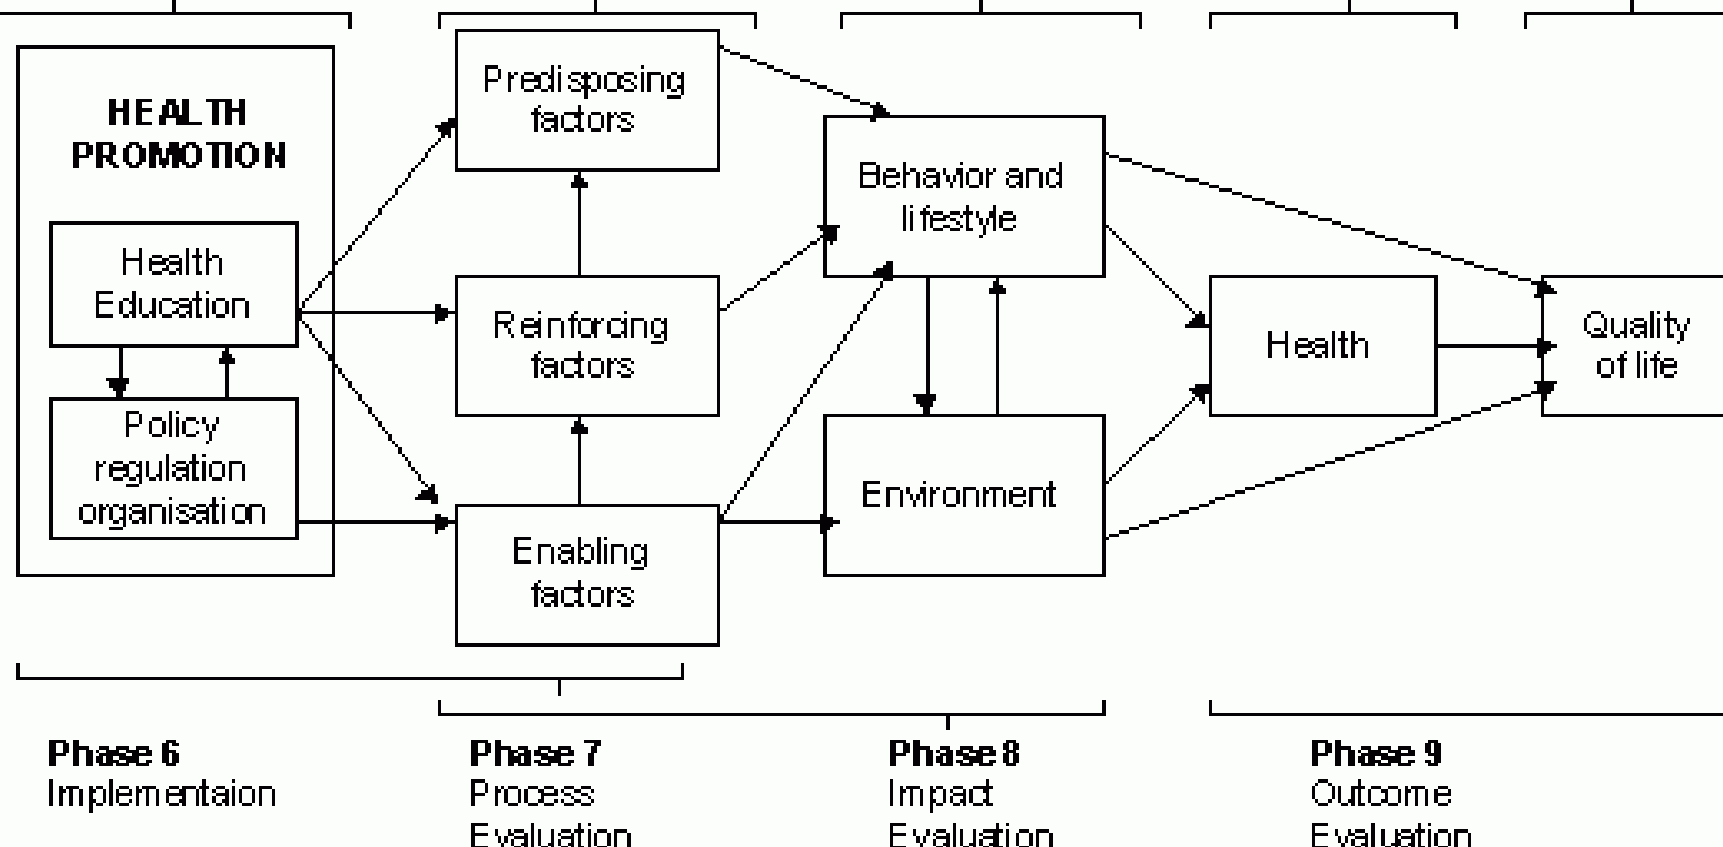 HEALTH
PROMOTION
Health
Education
Policy
regulation
organisation
Predisposing
factors
Reinforcing
factors
Enabling
factors
Behavior and
lifestyle
Environment
Health
Quality
of life
Phase 6
Implementaion
Phase 7
Process
Evaluation
Phase 8
Impact
Evaluation
Phase 9
Outcome
Evaluation